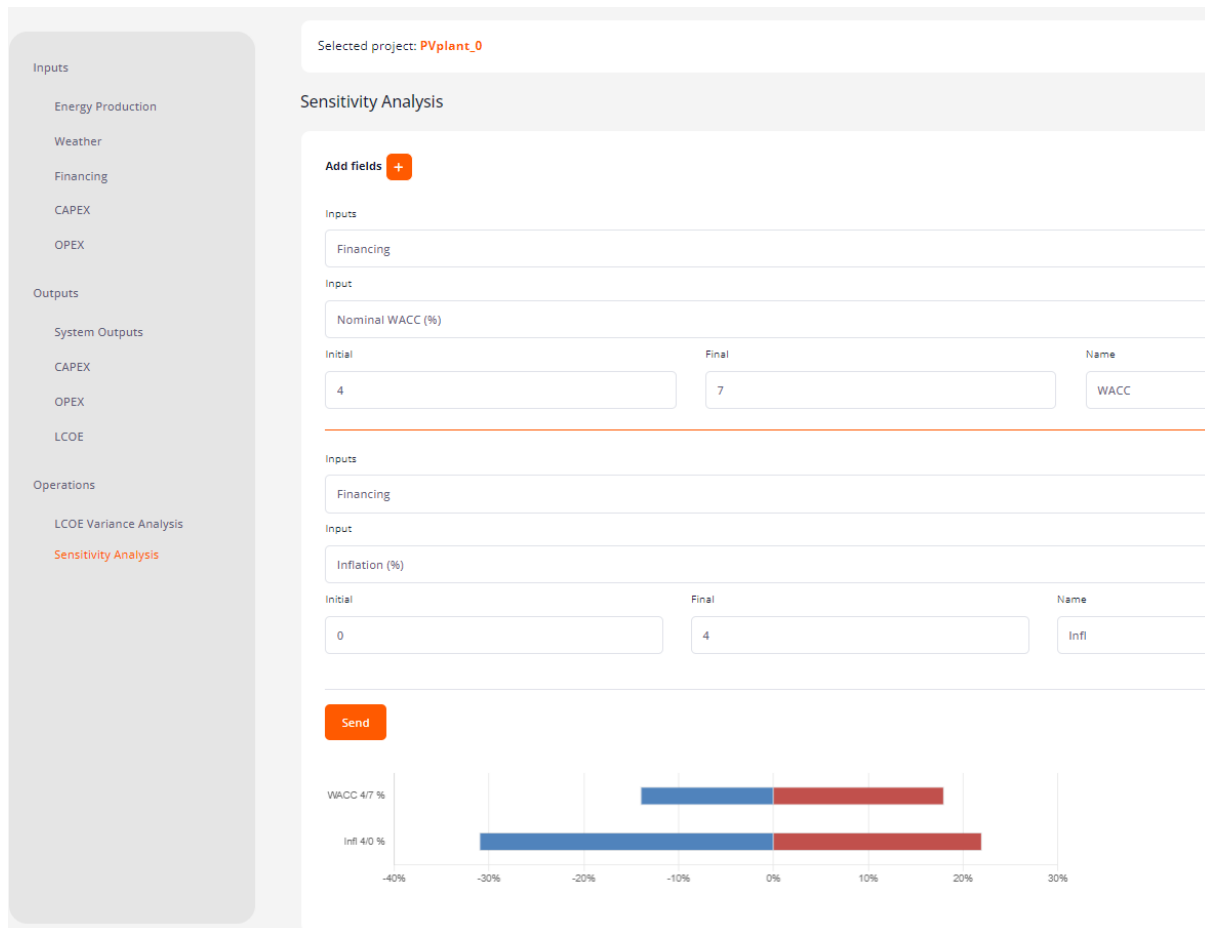 Selected project: PVplant_0
Inputs
Energy Production
Weather
Financing
CAPEX
OPEX
Outputs
System Outputs
CAPEX
OPEX
LCOE
Operations
LCOE Variance Analysis
Sensitivity Analysis
Sensitivity Analysis
Add fields +
Inputs
Financing
Input
Nominal WACC (%)
Initial Final Name
4 7 WACC
Inputs
Financing
Input
Inflation (%)
Initial Final Name
0 4 Infl
Send
WACC 4/7 %
Infl 4/0 %
-40% -30% -20% -10% 0% 10% 20% 30%